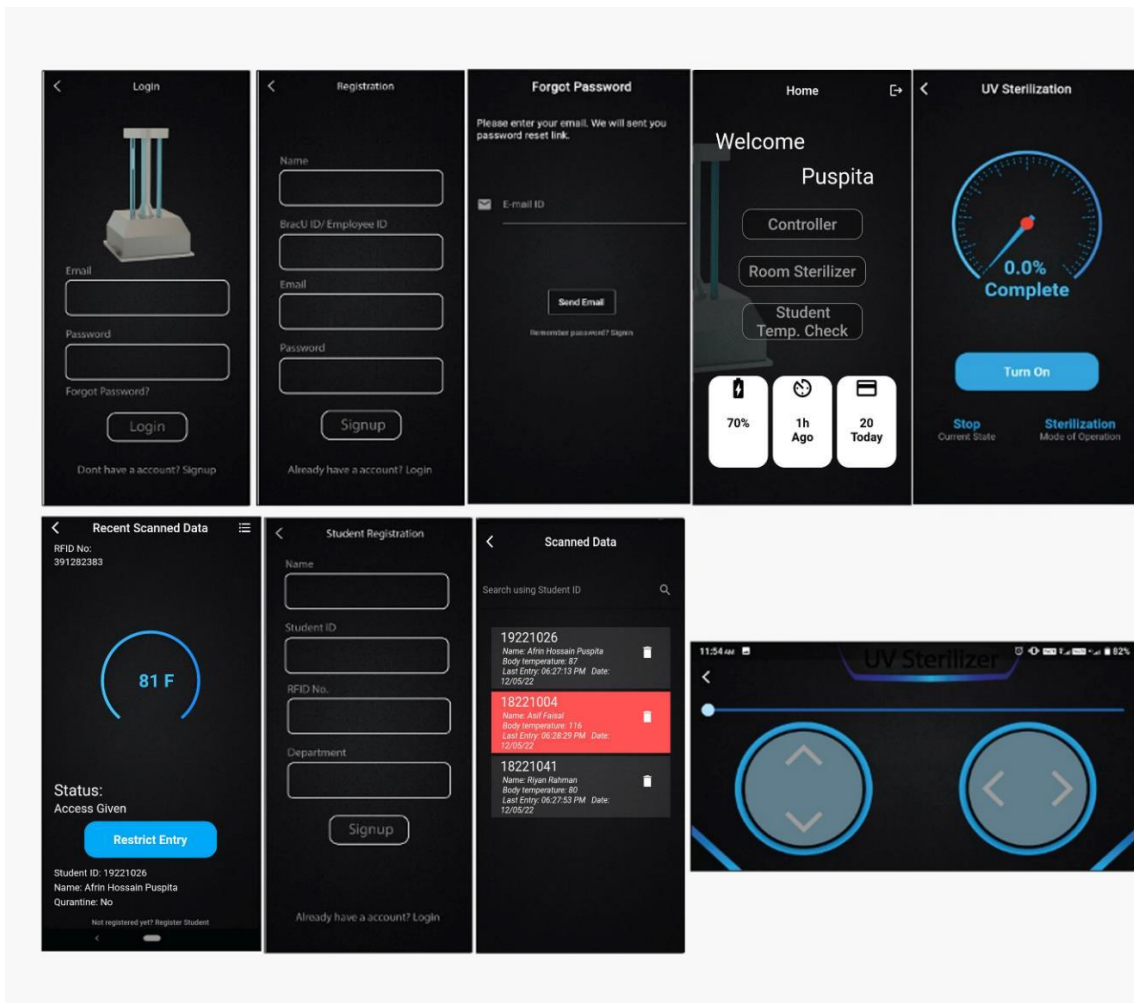 Login
Email
Password
Forgot Password?
Login
Dont have a account? Signup
Registration
Name
BracU ID/ Employee ID
Email
Password
Signup
Already have a account? Login
Forgot Password
Please enter your email. We will sent you
password reset link.
E-mail ID
Send Email
Remember password? Signin
Home
Welcome
Puspita
Controller
Room Sterilizer
Student
Temp. Check
70%
1h
Ago
20
Today
UV Sterilization
0.0%
Complete
Turn On
Stop
Current State
Sterilization
Mode of Operation
Recent Scanned Data
RFID No:
391282383
81 F
Status:
Access Given
Restrict Entry
Student ID: 19221026
Name: Afrin Hossain Puspita
Qurantine: No
Not registered yet? Register Student
Student Registration
Name
Student ID
RFID No.
Department
Signup
Already have a account? Login
Scanned Data
Search using Student ID
19221026
Name: Afrin Hossain Puspita
Body temperature: 87
Last Entry: 06:27:13 PM Date:
12/05/22
18221004
Name: Asif Faisal
Body temperature: 116
Last Entry: 06:28:29 PM Date:
12/05/22
18221041
Name: Riyan Rahman
Body temperature: 80
Last Entry: 06:27:53 PM Date:
12/05/22
11:54 AM
82%
UV Sterilizer